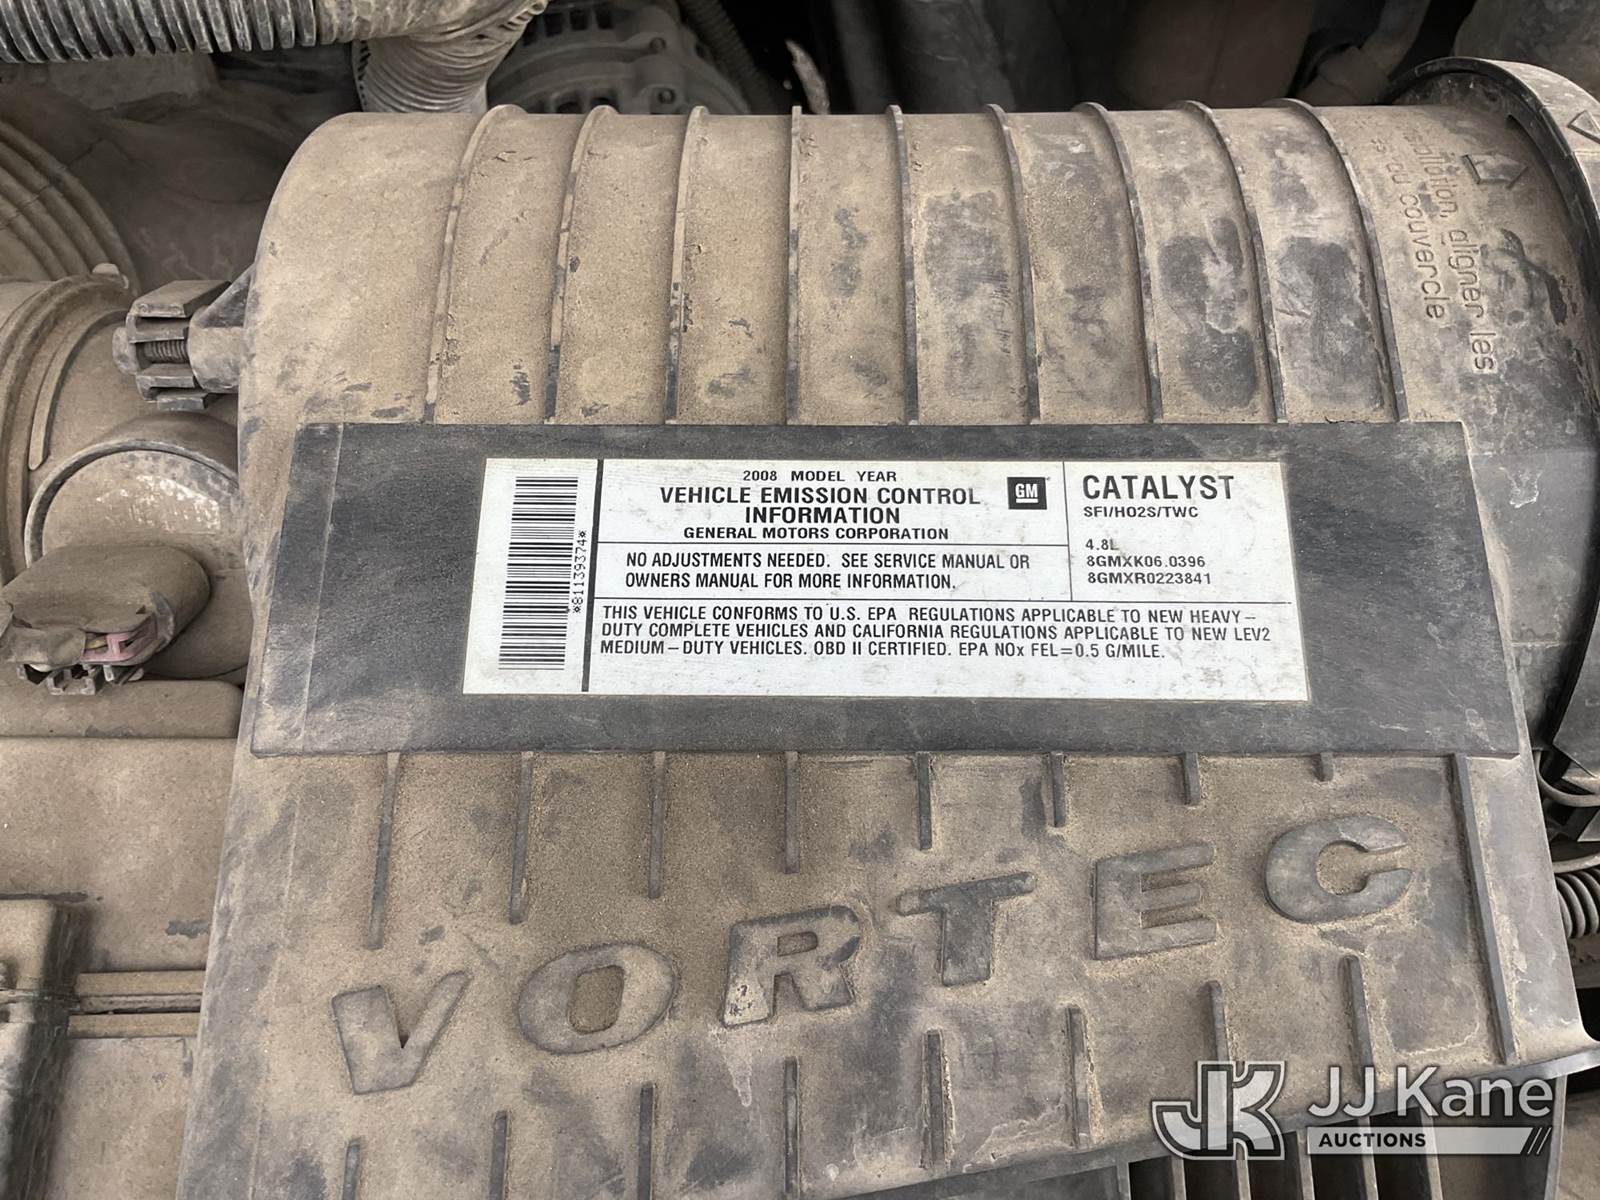 alligner les
du couvercle
2008 MODEL YEAR
VEHICLE EMISSION CONTROL
INFORMATION
GENERAL MOTORS CORPORATION
GM
NO ADJUSTMENTS NEEDED. SEE SERVICE MANUAL OR
OWNERS MANUAL FOR MORE INFORMATION.
CATALYST
SFI/HO2S/TWC
4.8L
8GMXK06.0396
8GMXR0223841
*81139374*
THIS VEHICLE CONFORMS TO U.S. EPA REGULATIONS APPLICABLE TO NEW HEAVY-
DUTY COMPLETE VEHICLES AND CALIFORNIA REGULATIONS APPLICABLE TO NEW LEV2
MEDIUM-DUTY VEHICLES. OBD II CERTIFIED. EPA NOx FEL=0.5 G/MILE.
VORTEC
JK JJ Kane
AUCTIONS